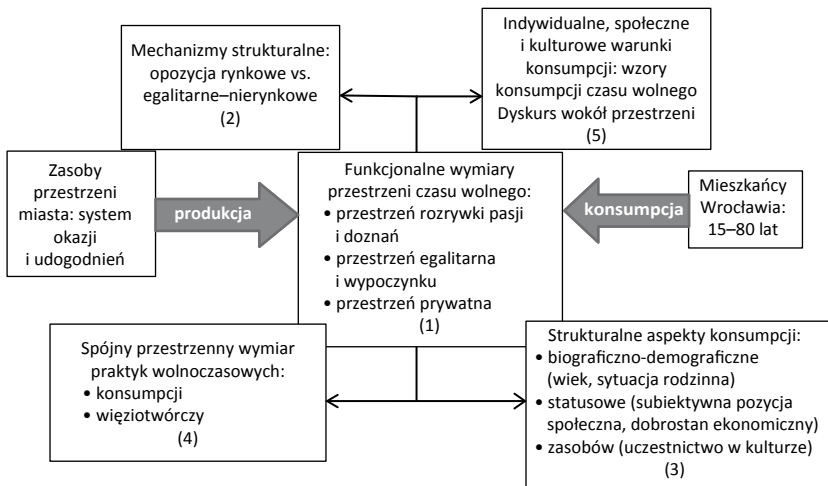 Mechanizmy strukturalne:
opozycja rynkowe vs.
egalitarne–nierynkowe
(2)
Indywidualne, społeczne
i kulturowe warunki
konsumpcji: wzory
konsumpcji czasu wolnego
Dyskurs wokół przestrzeni
(5)
Zasoby
przestrzeni
miasta: system
okazji
i udogodnień
produkcja
Funkcjonalne wymiary
przestrzeni czasu wolnego:
• przestrzeń rozrywki pasji
i doznań
• przestrzeń egalitarna
i wypoczynku
• przestrzeń prywatna
(1)
konsumpcja
Mieszkańcy
Wrocławia:
15–80 lat
Spójny przestrzenny wymiar
praktyk wolnoczasowych:
• konsumpcji
• więziotwórczy
(4)
Strukturalne aspekty konsumpcji:
• biograficzno-demograficzne
(wiek, sytuacja rodzinna)
• statusowe (subiektywna pozycja
społeczna, dobrostan ekonomiczny)
• zasobów (uczestnictwo w kulturze)
(3)